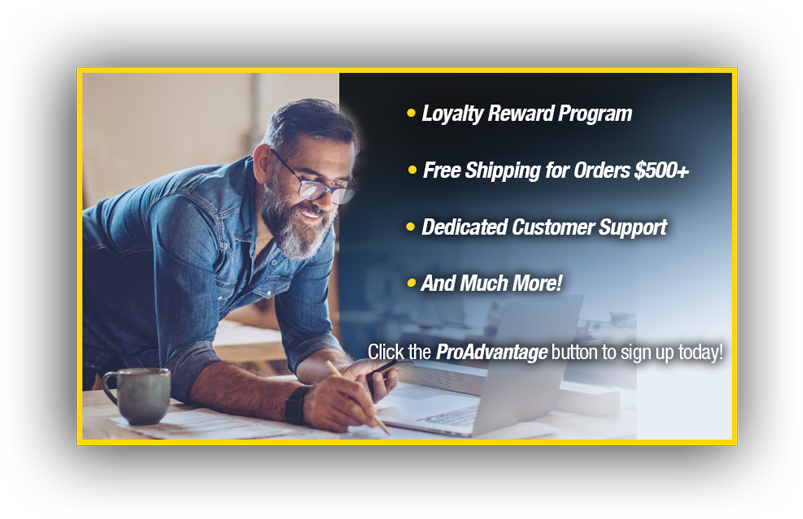 • Loyalty Reward Program
• Free Shipping for Orders $500+
• Dedicated Customer Support
• And Much More!
Click the ProAdvantage button to sign up today!